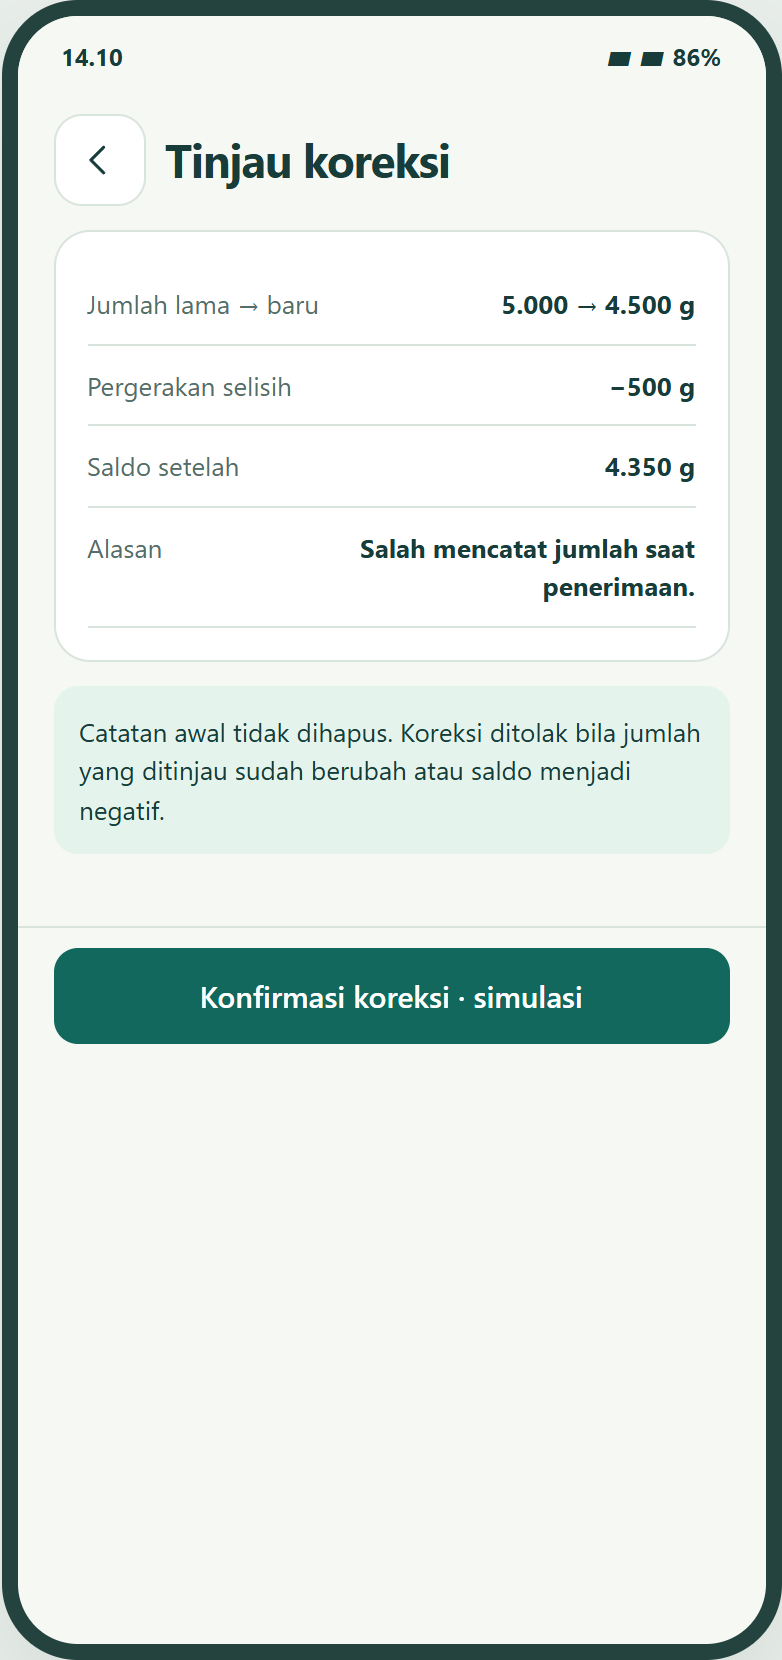 14.10
86%
Tinjau koreksi
Jumlah lama → baru 5.000 → 4.500 g
Pergerakan selisih −500 g
Saldo setelah 4.350 g
Alasan Salah mencatat jumlah saat
penerimaan.
Catatan awal tidak dihapus. Koreksi ditolak bila jumlah
yang ditinjau sudah berubah atau saldo menjadi
negatif.
Konfirmasi koreksi · simulasi